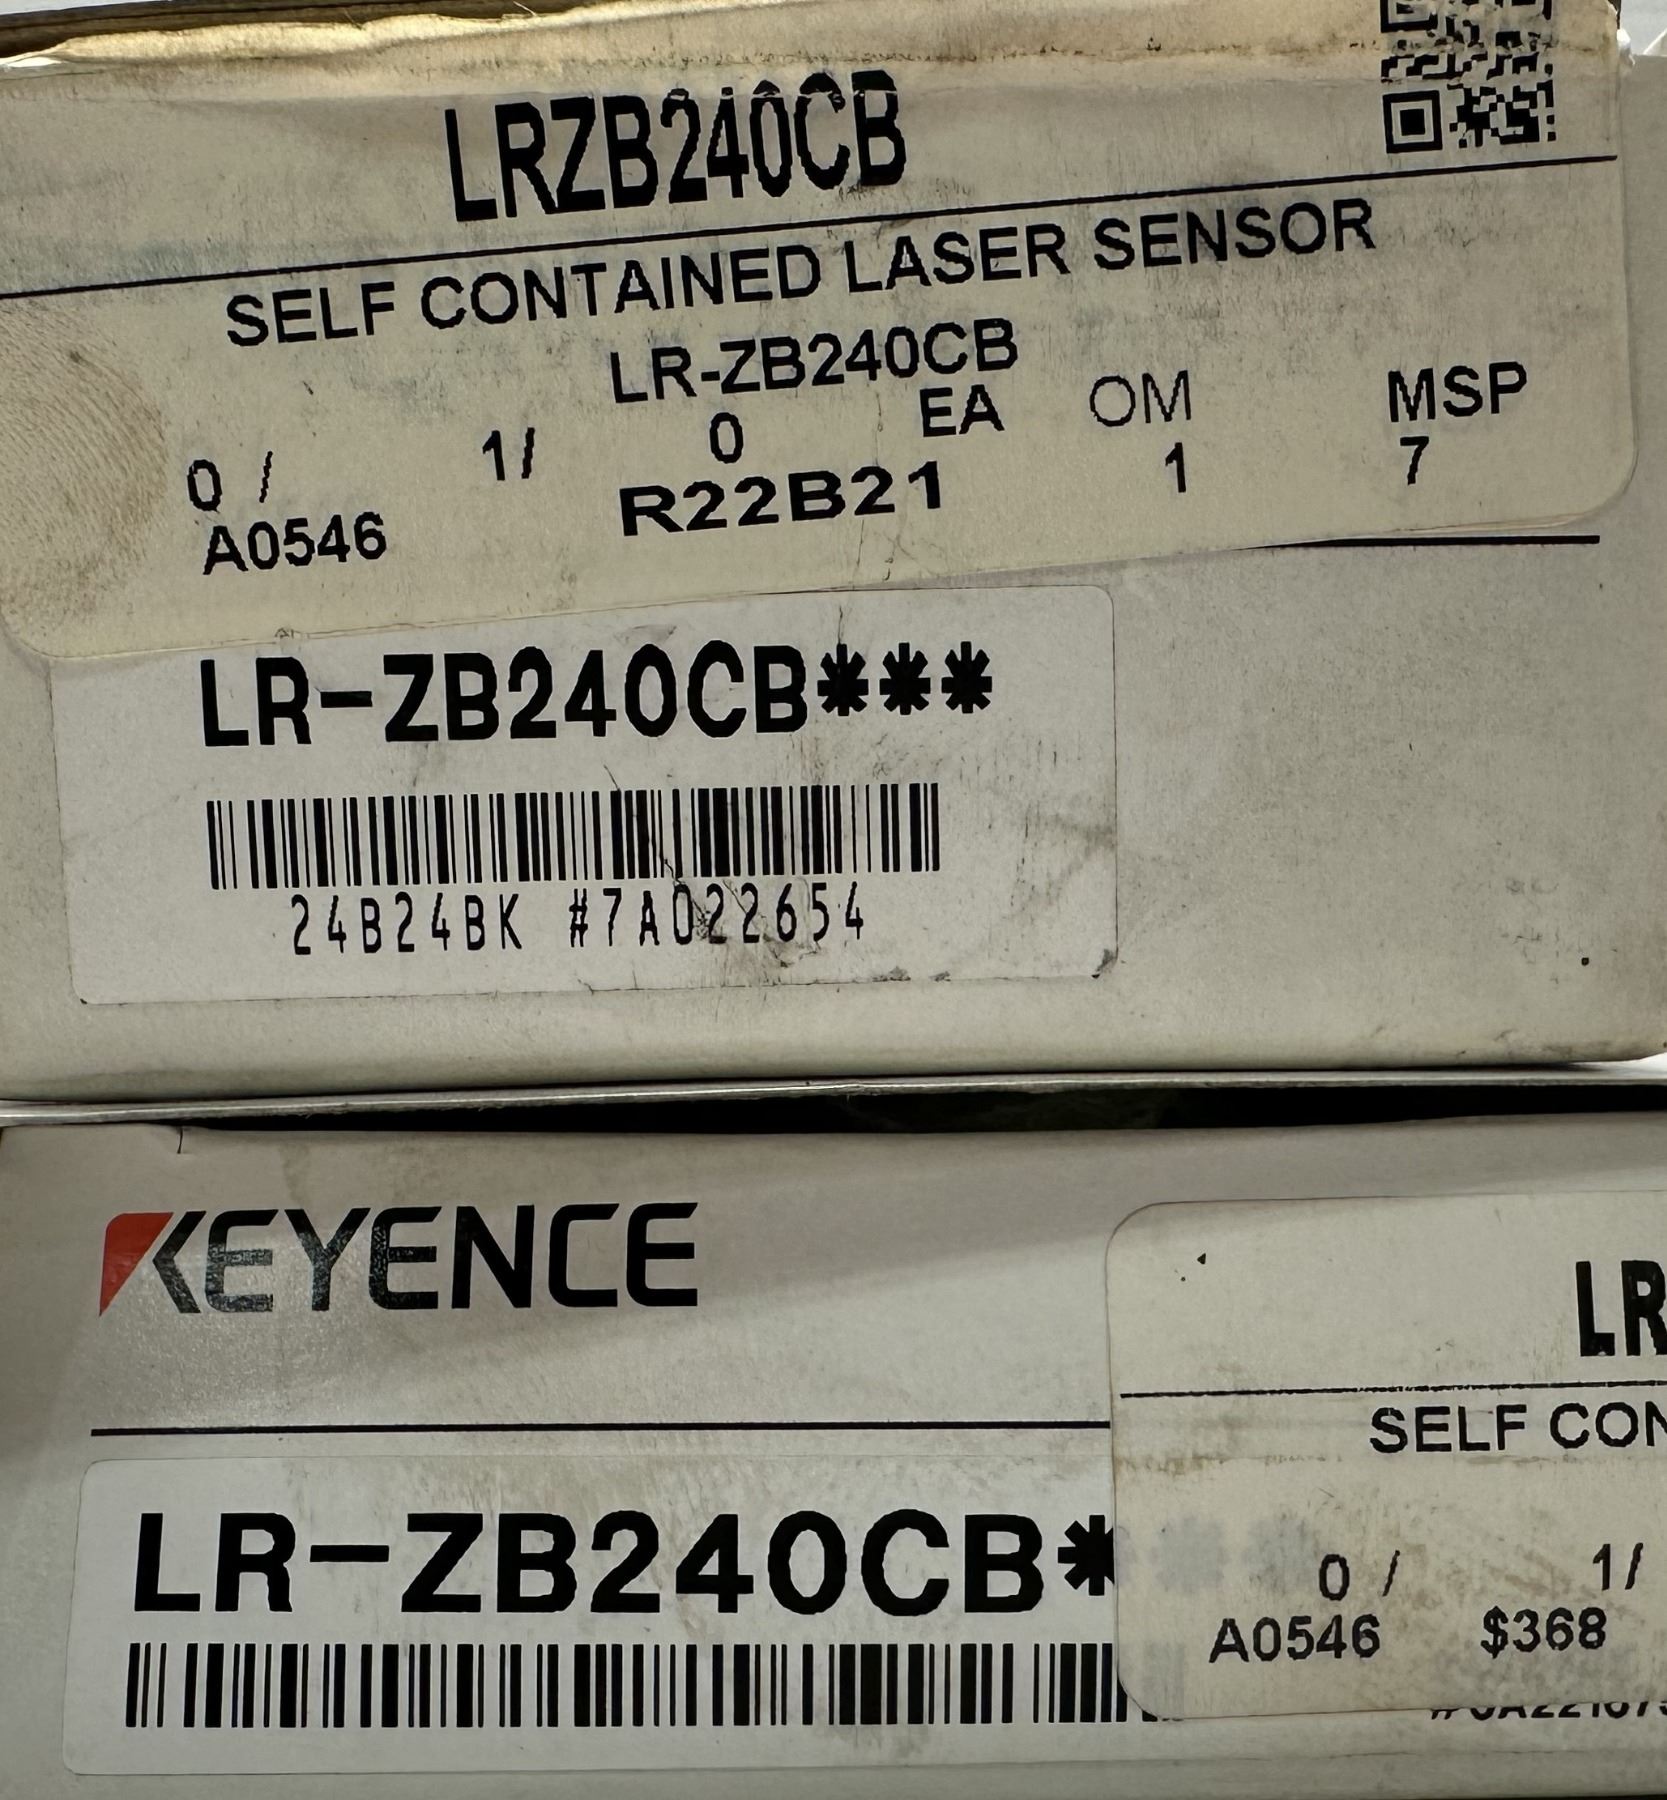 LRZB240CB
SELF CONTAINED LASER SENSOR
LR-ZB240CB
0 / 1/ 0 EA OM MSP
A0546 R22B21 1 7
LR-ZB240CB***
24B24BK #7A022654
KEYENCE
LR
SELF CON
LR-ZB240CB*
0 / 1/
A0546 $368